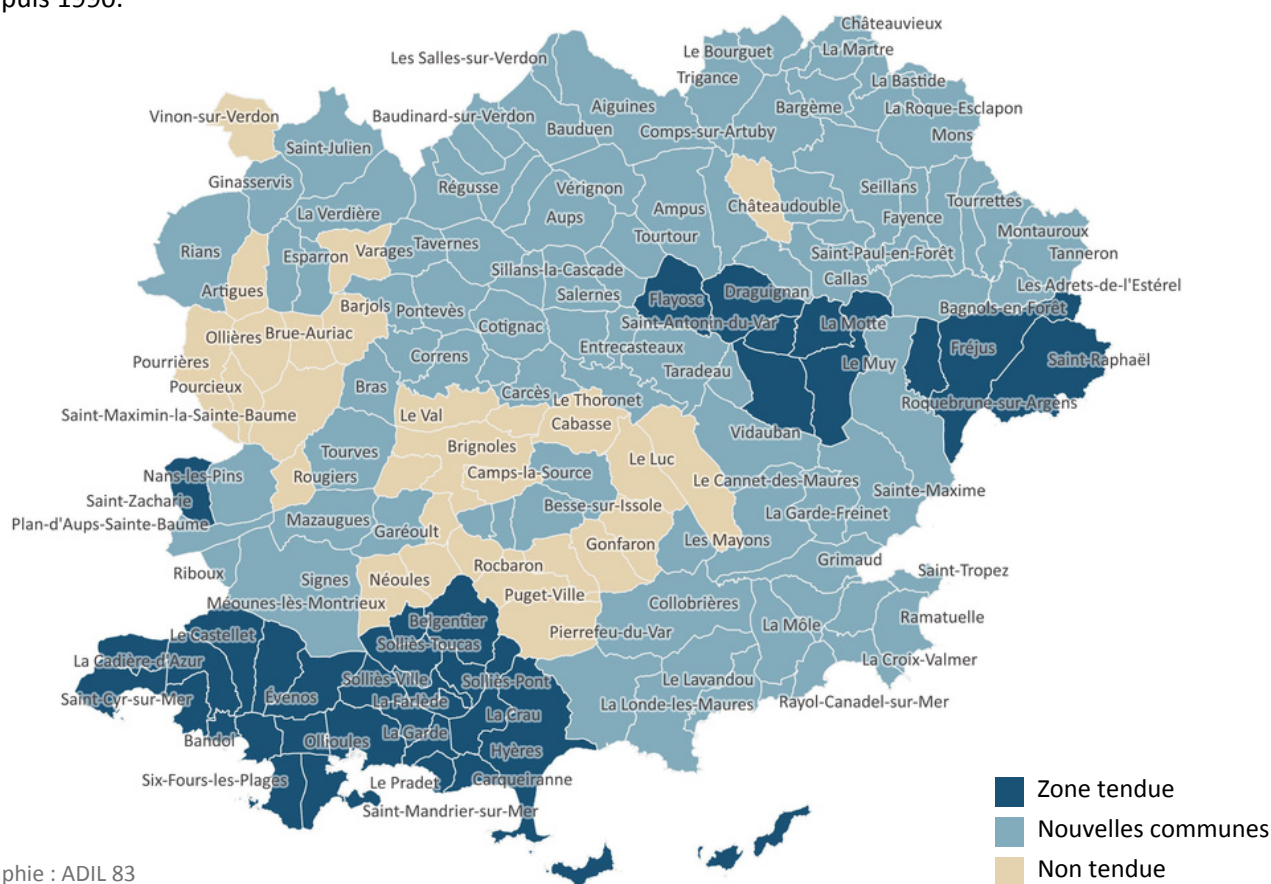 puis 1990.
Châteauvieux
Le Bourguet
La Martre
Les Salles-sur-Verdon
Trigance
La Bastide
Vinon-sur-Verdon
Baudinard-sur-Verdon
Aiguines
Bargème
La Roque-Esclapon
Bauduen
Comps-sur-Artuby
Mons
Saint-Julien
Ginasservis
Régusse
Vérignon
Seillans
Châteaudouble
Tourrettes
La Verdière
Aups
Ampus
Fayence
Montauroux
Rians
Esparron
Varages
Tavernes
Tourtour
Saint-Paul-en-Forêt
Tanneron
Sillans-la-Cascade
Callas
Les Adrets-de-l'Estérel
Artigues
Barjols
Pontevès
Salernes
Flayosc
Draguignan
Bagnols-en-Forêt
Ollières
Brue-Auriac
Cotignac
Saint-Antonin-du-Var
La Motte
Pourrières
Correns
Entrecasteaux
Fréjus
Saint-Raphaël
Pourcieux
Bras
Taradeau
Le Muy
Saint-Maximin-la-Sainte-Baume
Le Val
Carcès
Le Thoronet
Roquebrune-sur-Argens
Cabasse
Vidauban
Tourves
Brignoles
Le Luc
Nans-les-Pins
Rougiers
Camps-la-Source
Le Cannet-des-Maures
Saint-Zacharie
Sainte-Maxime
Plan-d'Aups-Sainte-Baume
Mazaugues
Garéoult
Besse-sur-Issole
La Garde-Freinet
Gonfaron
Les Mayons
Riboux
Signes
Néoules
Rocbaron
Grimaud
Saint-Tropez
Méounes-lès-Montrieux
Puget-Ville
Collobrières
Ramatuelle
Le Castellet
Belgentier
Pierrefeu-du-Var
La Môle
La Cadière-d'Azur
Solliès-Toucas
La Croix-Valmer
Saint-Cyr-sur-Mer
Évenos
Solliès-Ville
Solliès-Pont
Le Lavandou
La Farlède
La Londe-les-Maures
Rayol-Canadel-sur-Mer
Bandol
Ollioules
La Garde
La Crau
Hyères
Six-Fours-les-Plages
Le Pradet
Carqueiranne
Saint-Mandrier-sur-Mer
Zone tendue
Nouvelles communes
Non tendue
phie : ADIL 83